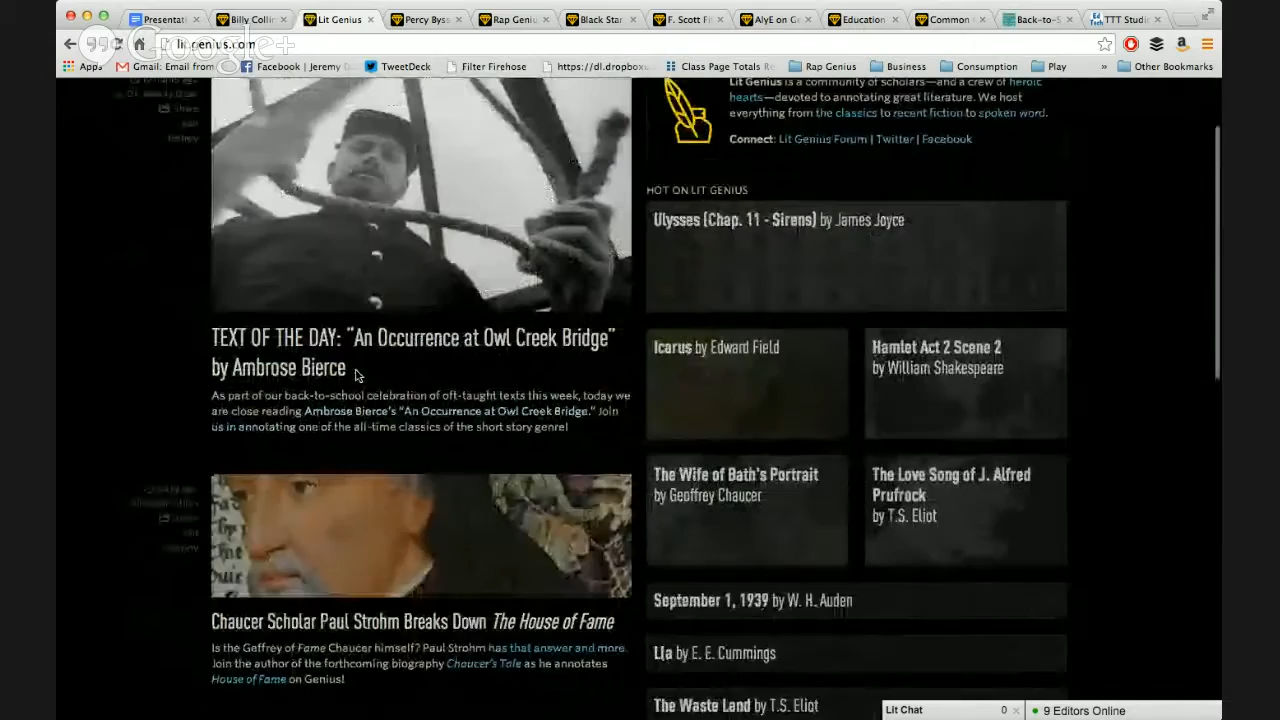 Presentati
Billy Collin
Lit Genius
Percy Byss
Rap Geniu
Black Star
F. Scott Fi
AlyE on G
Education
Common
Back-to-S
TTT Studi
Google+
lit.genius.com
Apps
Gmail: Email from
Facebook | Jeremy D
TweetDeck
Filter Firehose
https://dl.dropboxu
Class Page Totals Re
Rap Genius
Business
Consumption
Play
»
Other Bookmarks
Share
Lit Genius is a community of scholars—and a crew of heroic
hearts—devoted to annotating great literature. We host
everything from the classics to recent fiction to spoken word.
Connect: Lit Genius Forum | Twitter | Facebook
HOT ON LIT GENIUS
Ulysses (Chap. 11 - Sirens) by James Joyce
TEXT OF THE DAY: "An Occurrence at Owl Creek Bridge"
by Ambrose Bierce
As part of our back-to-school celebration of oft-taught texts this week, today we
are close reading Ambrose Bierce's "An Occurrence at Owl Creek Bridge." Join
us in annotating one of the all-time classics of the short story genre!
Icarus by Edward Field
Hamlet Act 2 Scene 2
by William Shakespeare
The Wife of Bath's Portrait
by Geoffrey Chaucer
The Love Song of J. Alfred
Prufrock
by T.S. Eliot
Chaucer Scholar Paul Strohm Breaks Down The House of Fame
Is the Geffrey of Fame Chaucer himself? Paul Strohm has that answer and more.
Join the author of the forthcoming biography Chaucer's Tale as he annotates
House of Fame on Genius!
September 1, 1939 by W. H. Auden
L(a by E. E. Cummings
The Waste Land by T.S. Eliot
Lit Chat
0
9 Editors Online